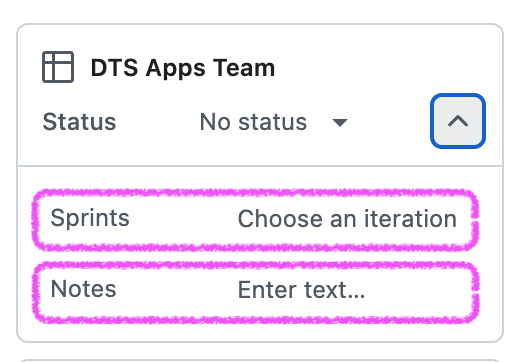 DTS Apps Team
Status No status
Sprints Choose an iteration
Notes Enter text...